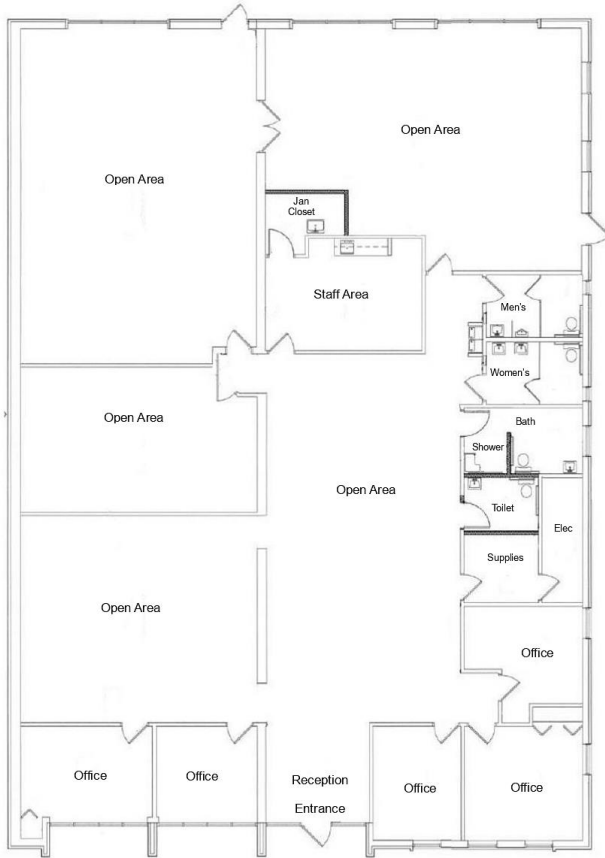 Open Area
Open Area
Jan
Closet
Staff Area
Men's
Women's
Open Area
Bath
Shower
Open Area
Toilet
Elec
Supplies
Open Area
Office
Office
Office
Reception
Entrance
Office
Office